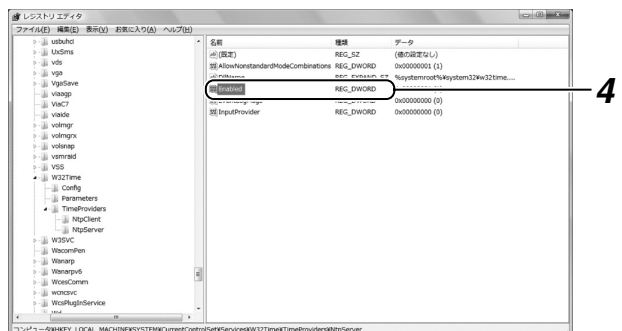 レジストリ エディタ
ファイル(F) 編集(E) 表示(V) お気に入り(A) ヘルプ(H)
usbuhci
UxSms
vds
vga
VgaSave
viaagp
ViaC7
viaide
volmgr
volmgrx
volsnap
vsmraid
VSS
W32Time
Config
Parameters
TimeProviders
NtpClient
NtpServer
W3SVC
WacomPen
Wanarp
Wanarpv6
WcesComm
wcncsvc
WcsPlugInService
Wd
名前 種類 データ
(既定) REG_SZ (値の設定なし)
AllowNonstandardModeCombinations REG_DWORD 0x00000001 (1)
DllName REG_EXPAND_SZ %systemroot%¥system32¥w32time....
Enabled REG_DWORD
0x00000000 (0)
InputProvider REG_DWORD 0x00000000 (0)
4
コンピュータ¥HKEY_LOCAL_MACHINE¥SYSTEM¥CurrentControlSet¥Services¥W32Time¥TimeProviders¥NtpServer